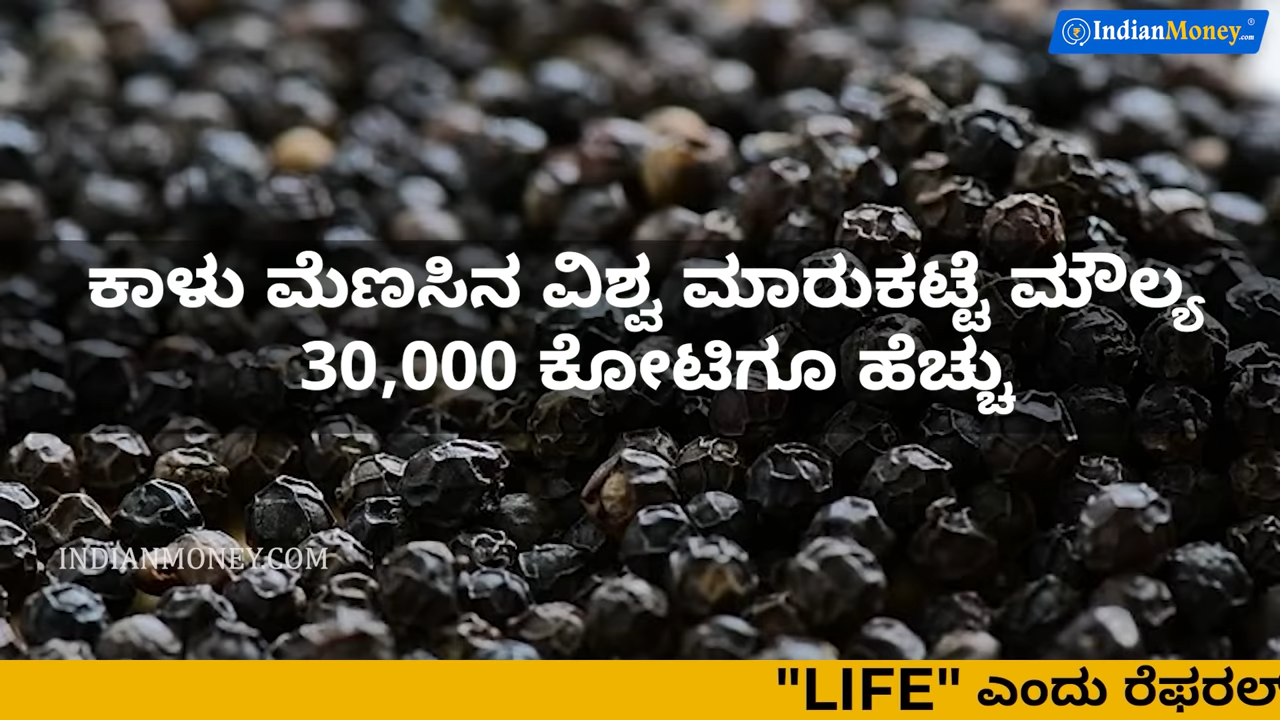 IndianMoney.com
ಕಾಳು ಮೆಣಸಿನ ವಿಶ್ವ ಮಾರುಕಟ್ಟೆ ಮೌಲ್ಯ
30,000 ಕೋಟಿಗೂ ಹೆಚ್ಚು
INDIANMONEY.COM
"LIFE" ಎಂದು